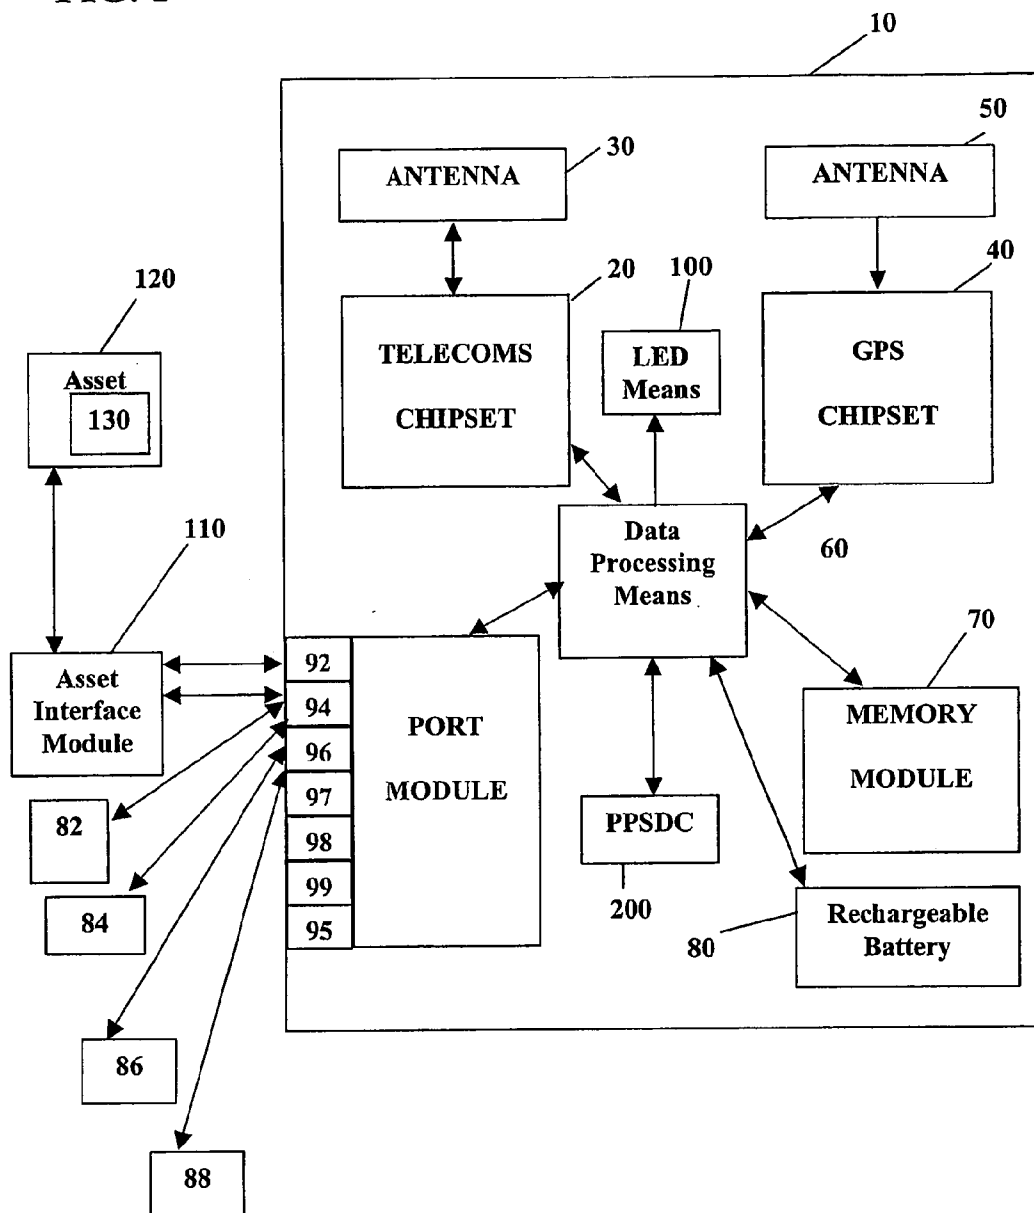 10
50
30
ANTENNA
ANTENNA
40
20
100
120
TELECOMS
CHIPSET
LED
Means
GPS
CHIPSET
Asset
130
110
Data
Processing
Means
60
70
92
Asset
Interface
Module
94
PORT
MODULE
MEMORY
MODULE
96
97
82
PPSDC
98
99
84
200
80
Rechargeable
Battery
95
86
88